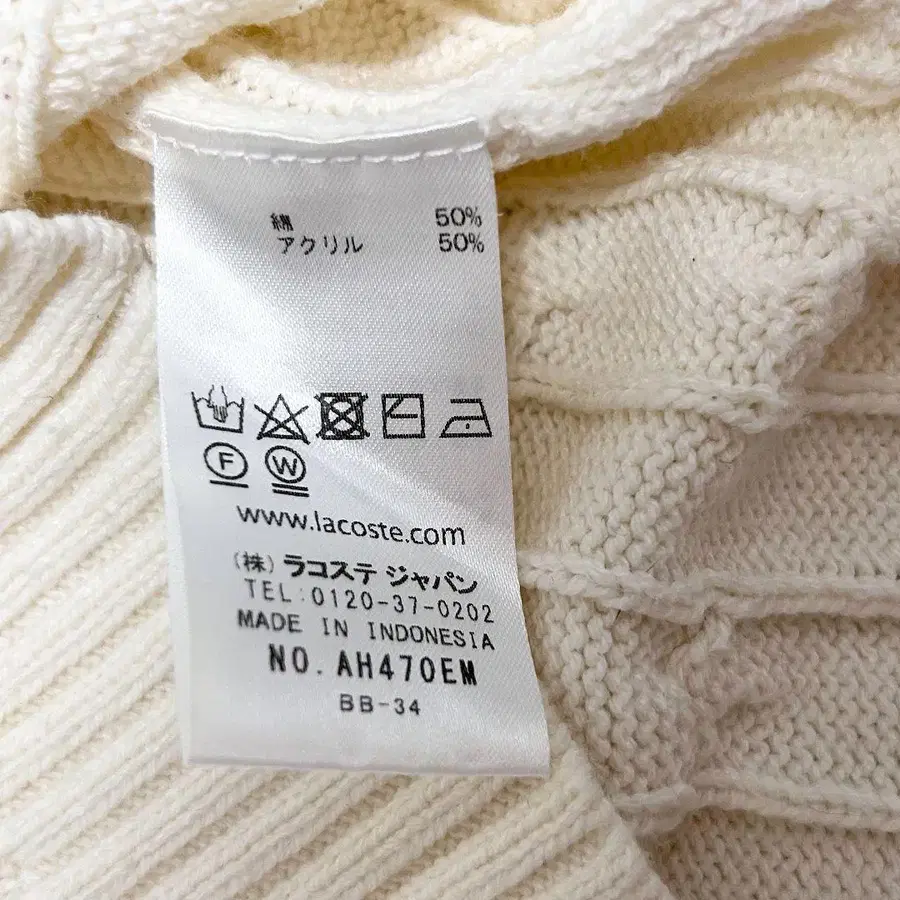 綿 50%
アクリル 50%
F W
www.lacoste.com
(株) ラコステ ジャパン
TEL:0120-37-0202
MADE IN INDONESIA
NO. AH470EM
BB-34